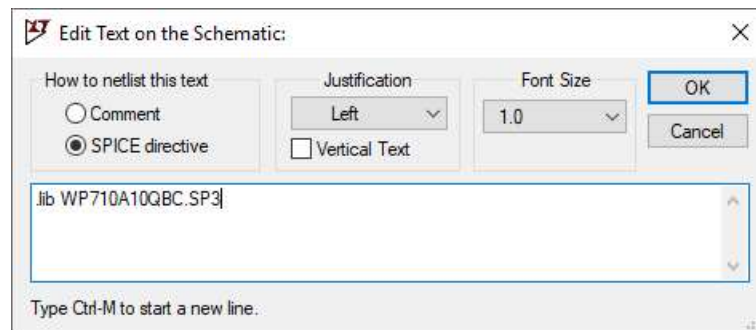 Edit Text on the Schematic:
How to netlist this text
Comment
SPICE directive
Justification
Left
Vertical Text
Font Size
1.0
OK
Cancel
.lib WP710A10QBC.SP3
Type Ctrl-M to start a new line.